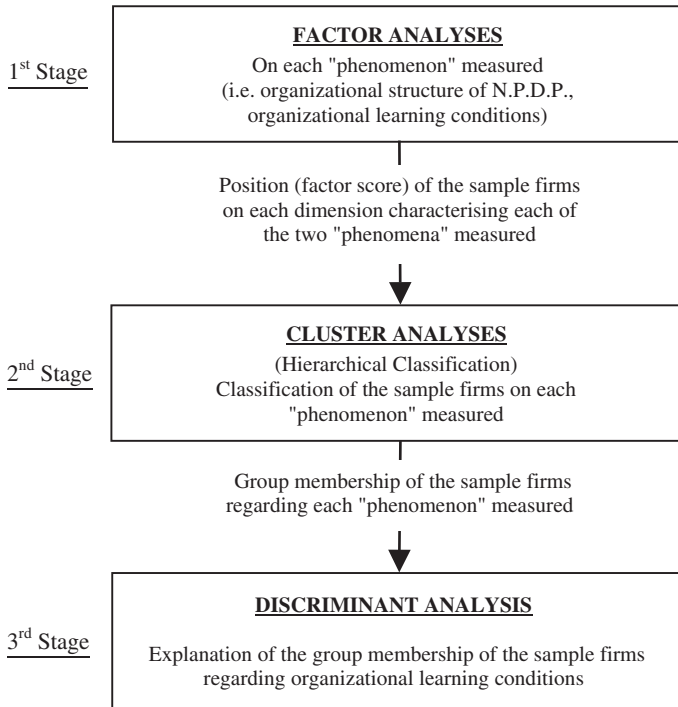 FACTOR ANALYSES
1st Stage
On each "phenomenon" measured
(i.e. organizational structure of N.P.D.P.,
organizational learning conditions)
Position (factor score) of the sample firms
on each dimension characterising each of
the two "phenomena" measured
CLUSTER ANALYSES
(Hierarchical Classification)
2nd Stage
Classification of the sample firms on each
"phenomenon" measured
Group membership of the sample firms
regarding each "phenomenon" measured
DISCRIMINANT ANALYSIS
3rd Stage
Explanation of the group membership of the sample firms
regarding organizational learning conditions